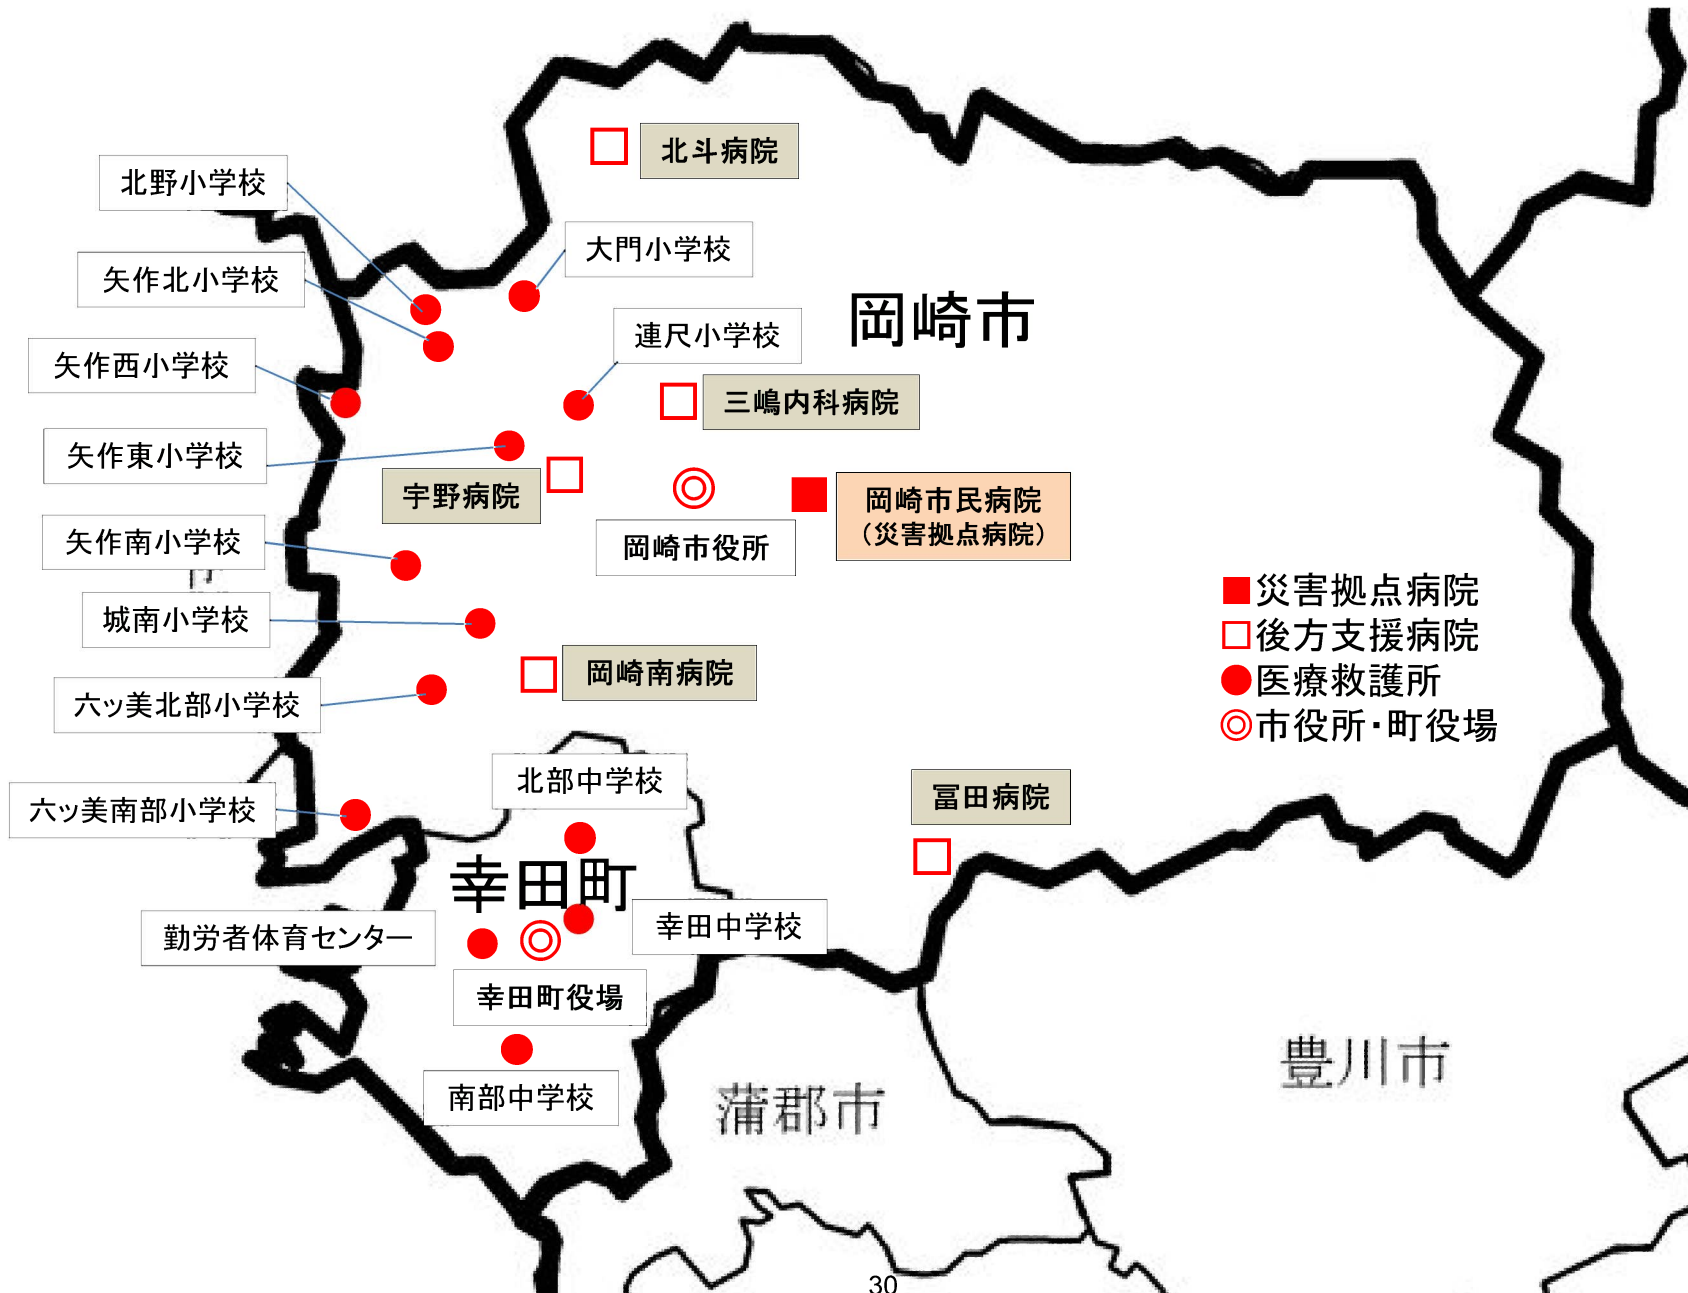 北斗病院
北野小学校
大門小学校
矢作北小学校
岡崎市
連尺小学校
矢作西小学校
三嶋内科病院
矢作東小学校
宇野病院
岡崎市民病院
（災害拠点病院）
矢作南小学校
岡崎市役所
城南小学校
岡崎南病院
六ッ美北部小学校
災害拠点病院
後方支援病院
医療救護所
市役所・町役場
北部中学校
六ッ美南部小学校
冨田病院
幸田町
勤労者体育センター
幸田中学校
幸田町役場
南部中学校
蒲郡市
豊川市
30